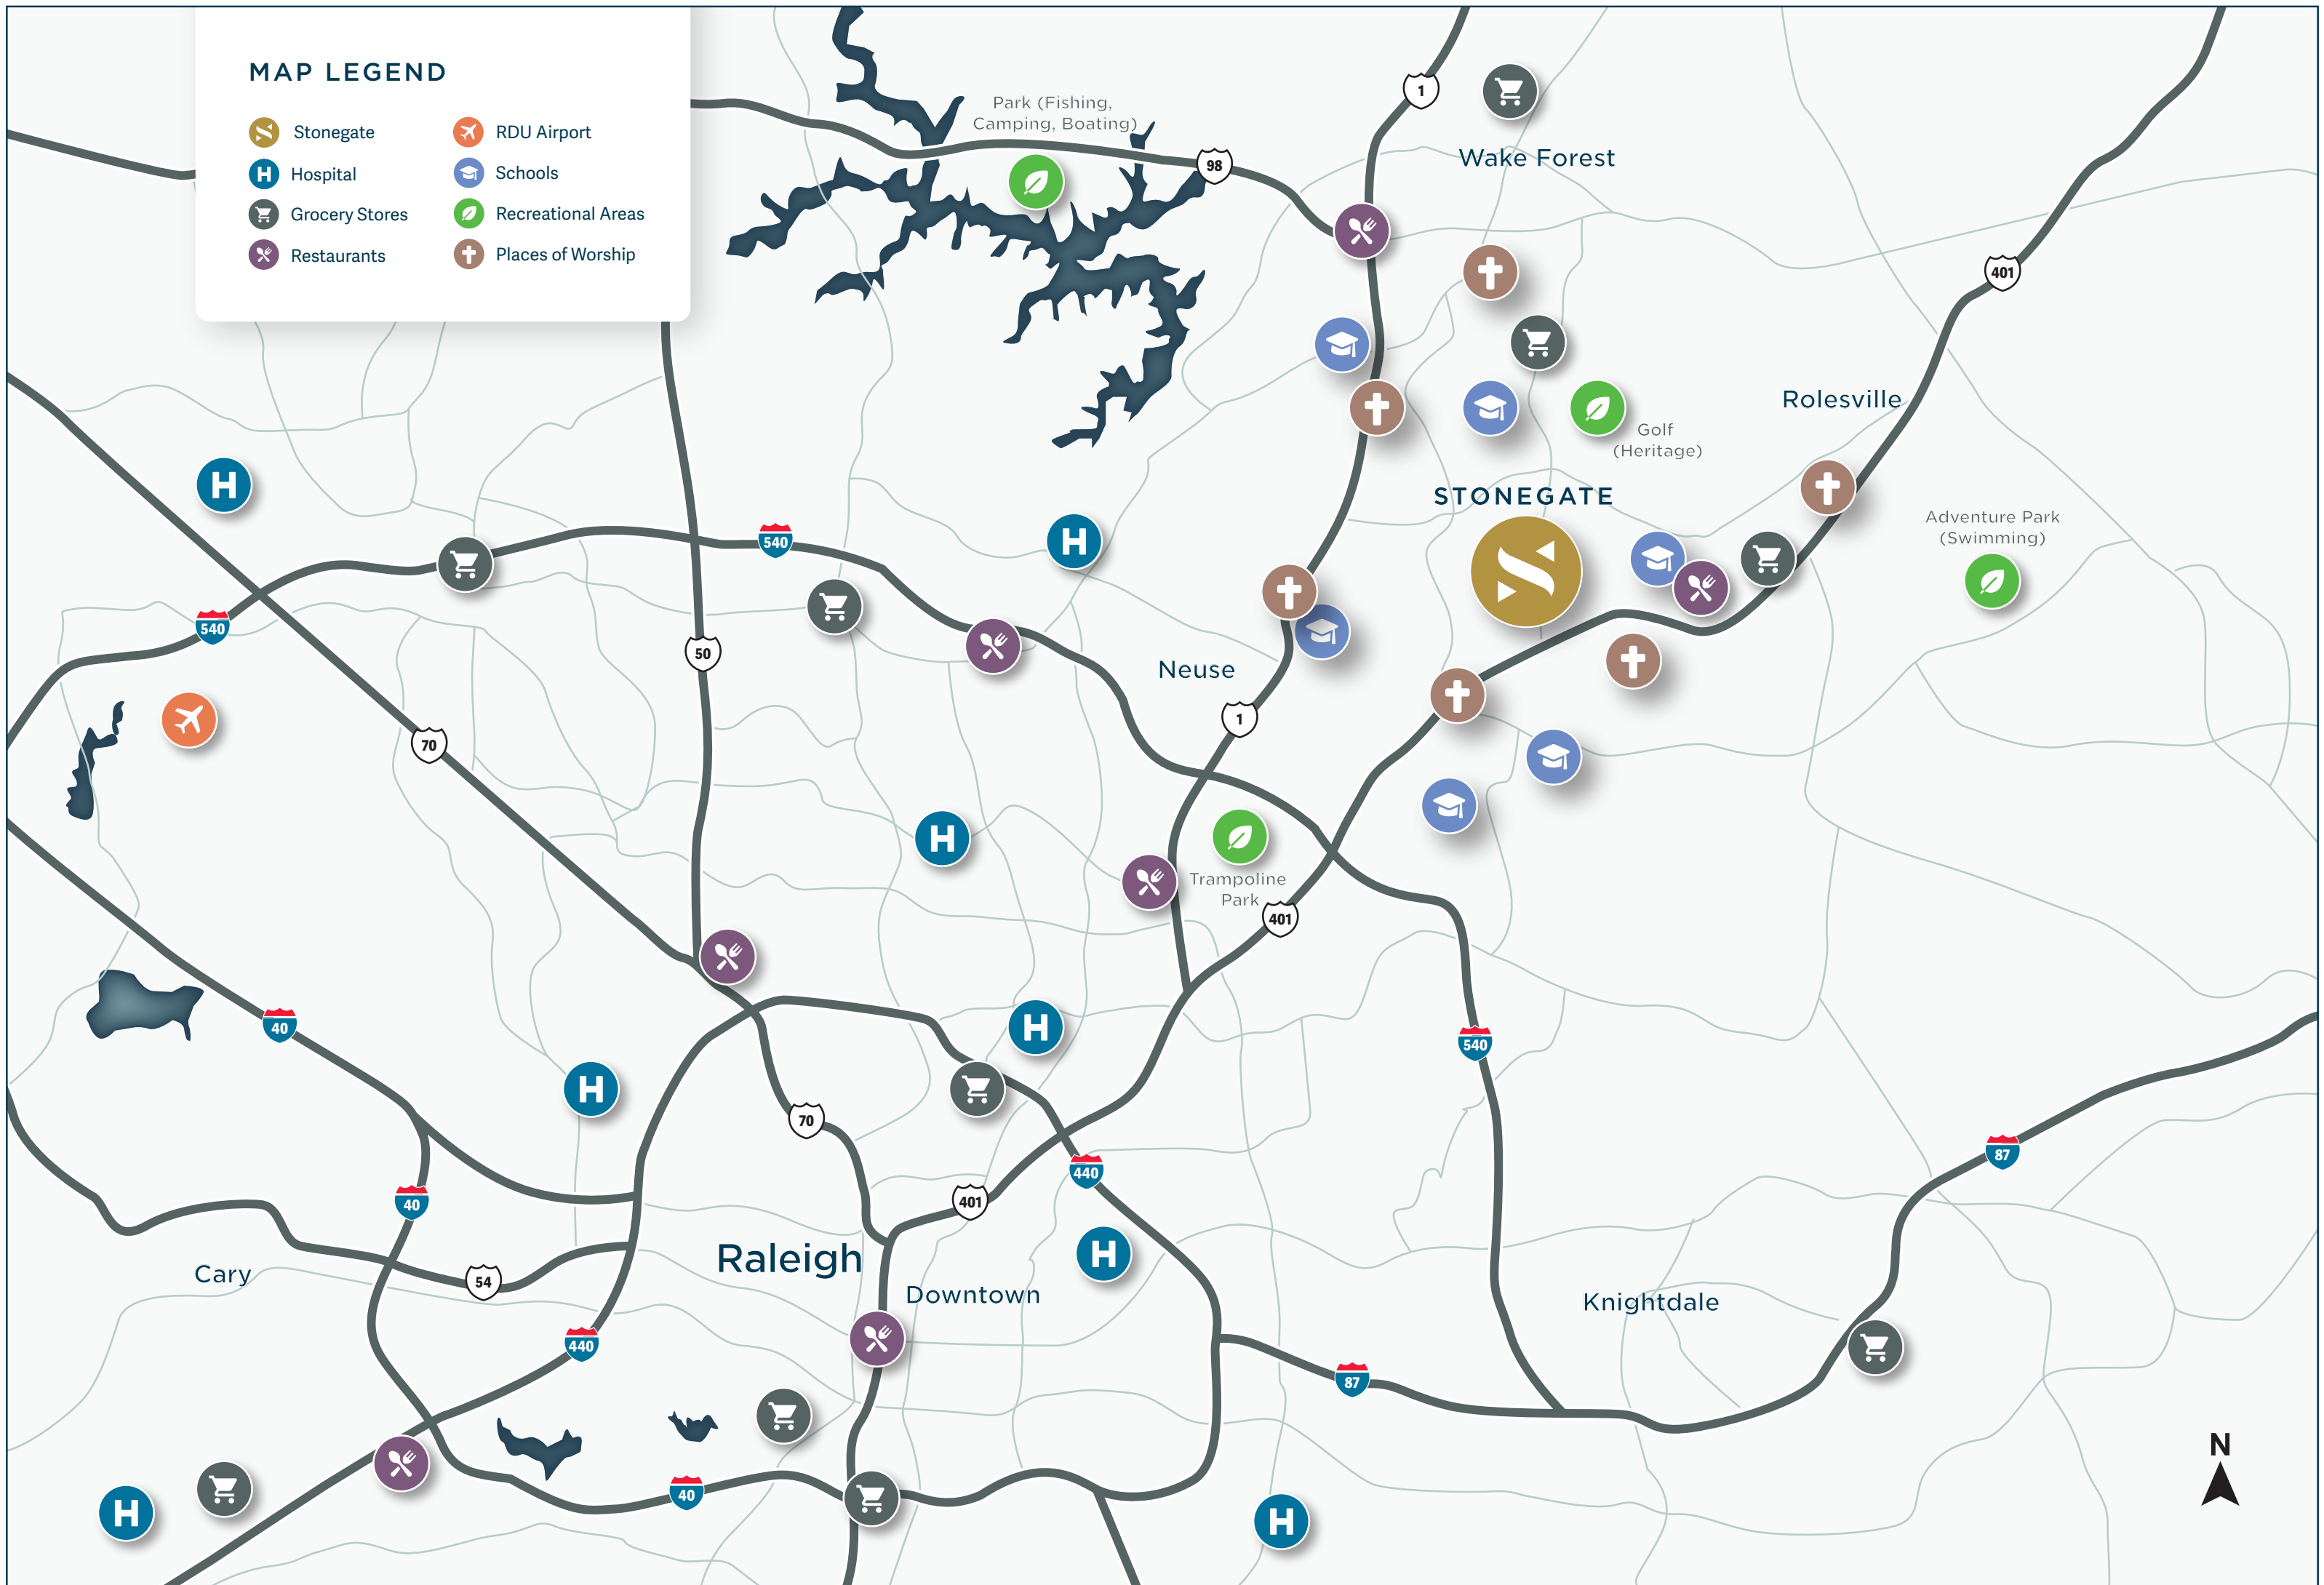 MAP LEGEND
Stonegate
RDU Airport
Hospital
Schools
Grocery Stores
Recreational Areas
Restaurants
Places of Worship
Park (Fishing,
Camping, Boating)
1
98
Wake Forest
401
Rolesville
Golf
(Heritage)
STONEGATE
Adventure Park
(Swimming)
H
H
540
540
50
Neuse
1
70
H
Trampoline
Park
401
40
H
540
H
70
440
87
40
401
H
Raleigh
Cary
54
Downtown
Knightdale
440
87
N
40
H
H